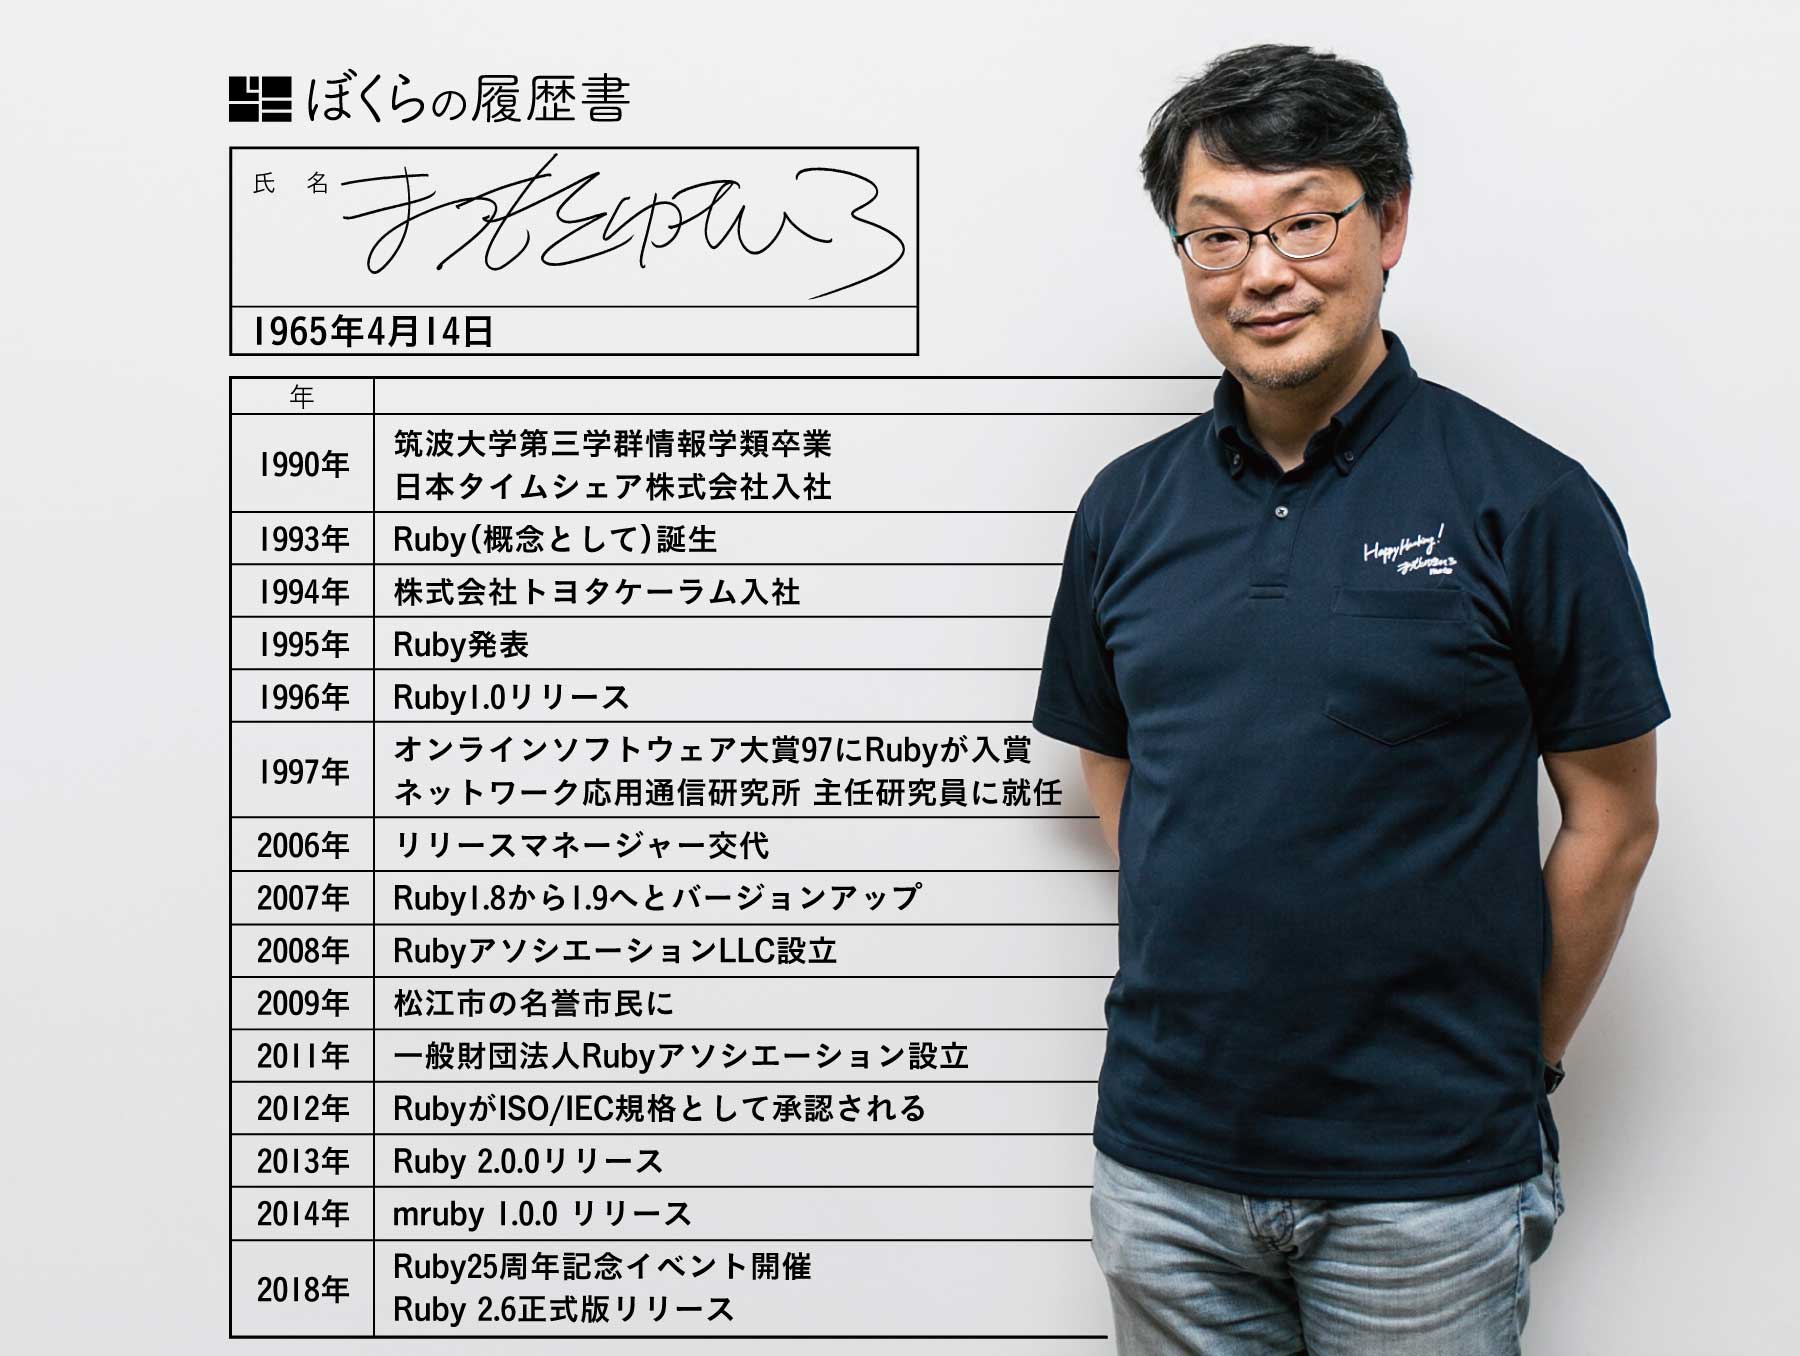 ぼくらの履歴書
氏 名 まつもとゆきひろ
1965年4月14日
年
1990年 筑波大学第三学群情報学類卒業
日本タイムシェア株式会社入社
1993年 Ruby(概念として)誕生
1994年 株式会社トヨタケーラム入社
1995年 Ruby発表
1996年 Ruby1.0リリース
1997年 オンラインソフトウェア大賞97にRubyが入賞
ネットワーク応用通信研究所 主任研究員に就任
2006年 リリースマネージャー交代
2007年 Ruby1.8から1.9へとバージョンアップ
2008年 RubyアソシエーションLLC設立
2009年 松江市の名誉市民に
2011年 一般財団法人Rubyアソシエーション設立
2012年 RubyがISO/IEC規格として承認される
2013年 Ruby 2.0.0リリース
2014年 mruby 1.0.0 リリース
2018年 Ruby25周年記念イベント開催
Ruby 2.6正式版リリース
Happy Hacking!
まつもとゆきひろ